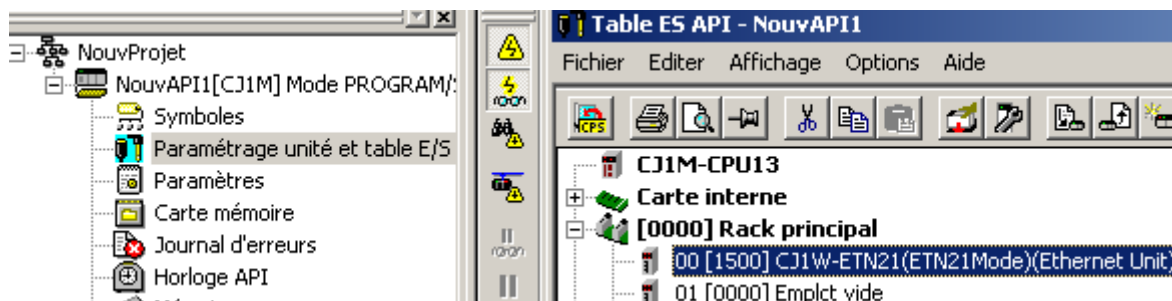 NouvProjet
NouvAPI1[CJ1M] Mode PROGRAM/
Symboles
Paramétrage unité et table E/S
Paramètres
Carte mémoire
Journal d'erreurs
Horloge API
Table ES API - NouvAPI1
Fichier Editer Affichage Options Aide
CPS
CJ1M-CPU13
Carte interne
[0000] Rack principal
00 [1500] CJ1W-ETN21(ETN21Mode)(Ethernet Unit)
01 [0000] Emplct vide